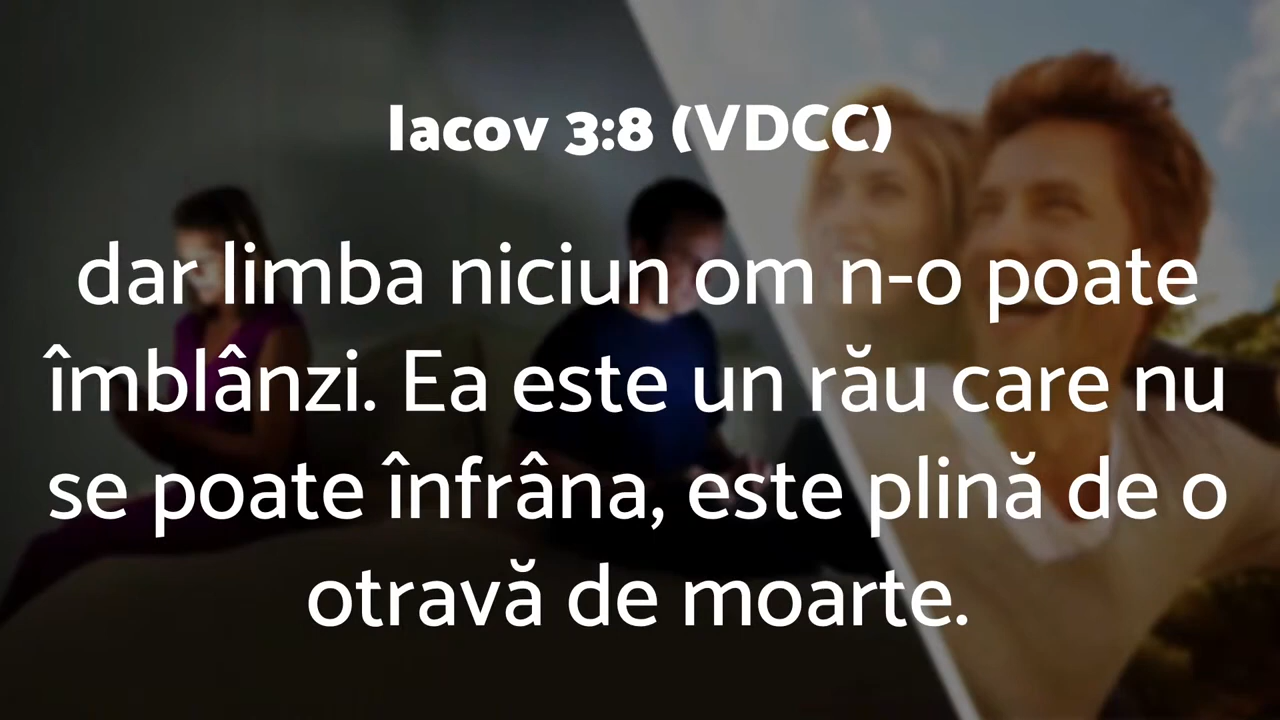 Iacov 3:8 (VDCC)
dar limba niciun om n-o poate
îmblânzi. Ea este un rău care nu
se poate înfrâna, este plină de o
otravă de moarte.